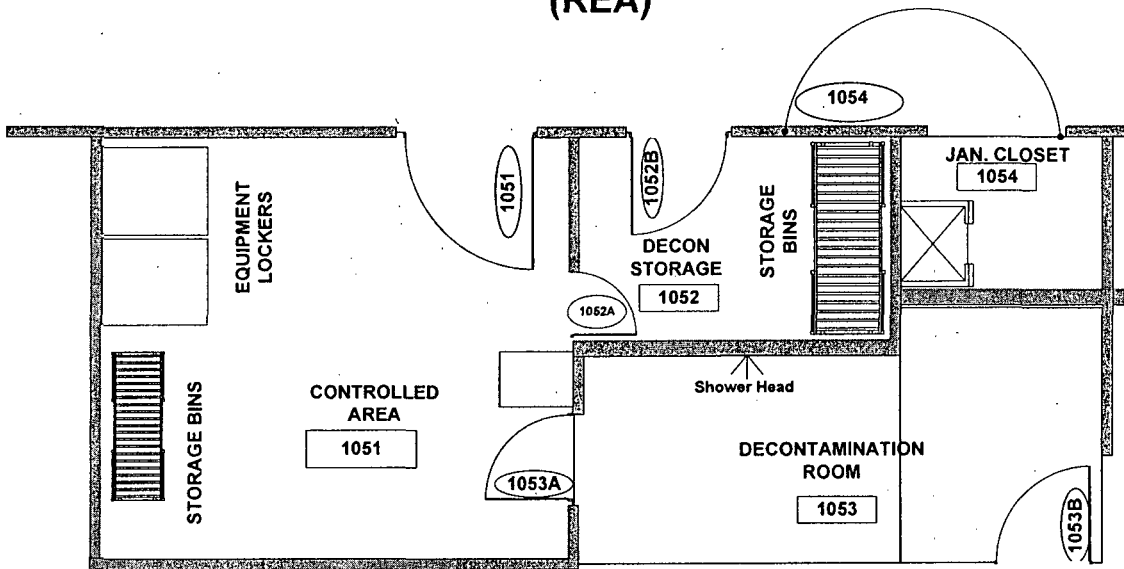 (REA)
1054
EQUIPMENT
LOCKERS
1051
1052B
DECON
STORAGE
1052
STORAGE
BINS
JAN. CLOSET
1054
1052A
STORAGE BINS
CONTROLLED
AREA
1051
Shower Head
1053A
DECONTAMINATION
ROOM
1053
1053B